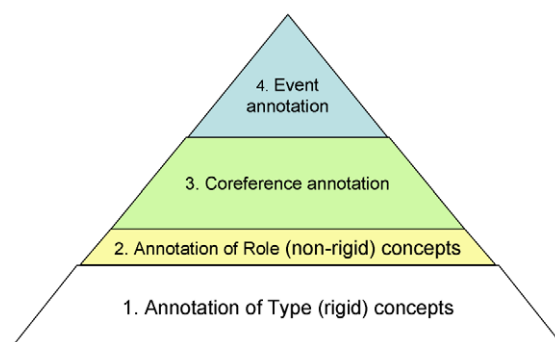 4. Event
annotation
3. Coreference annotation
2. Annotation of Role (non-rigid) concepts
1. Annotation of Type (rigid) concepts